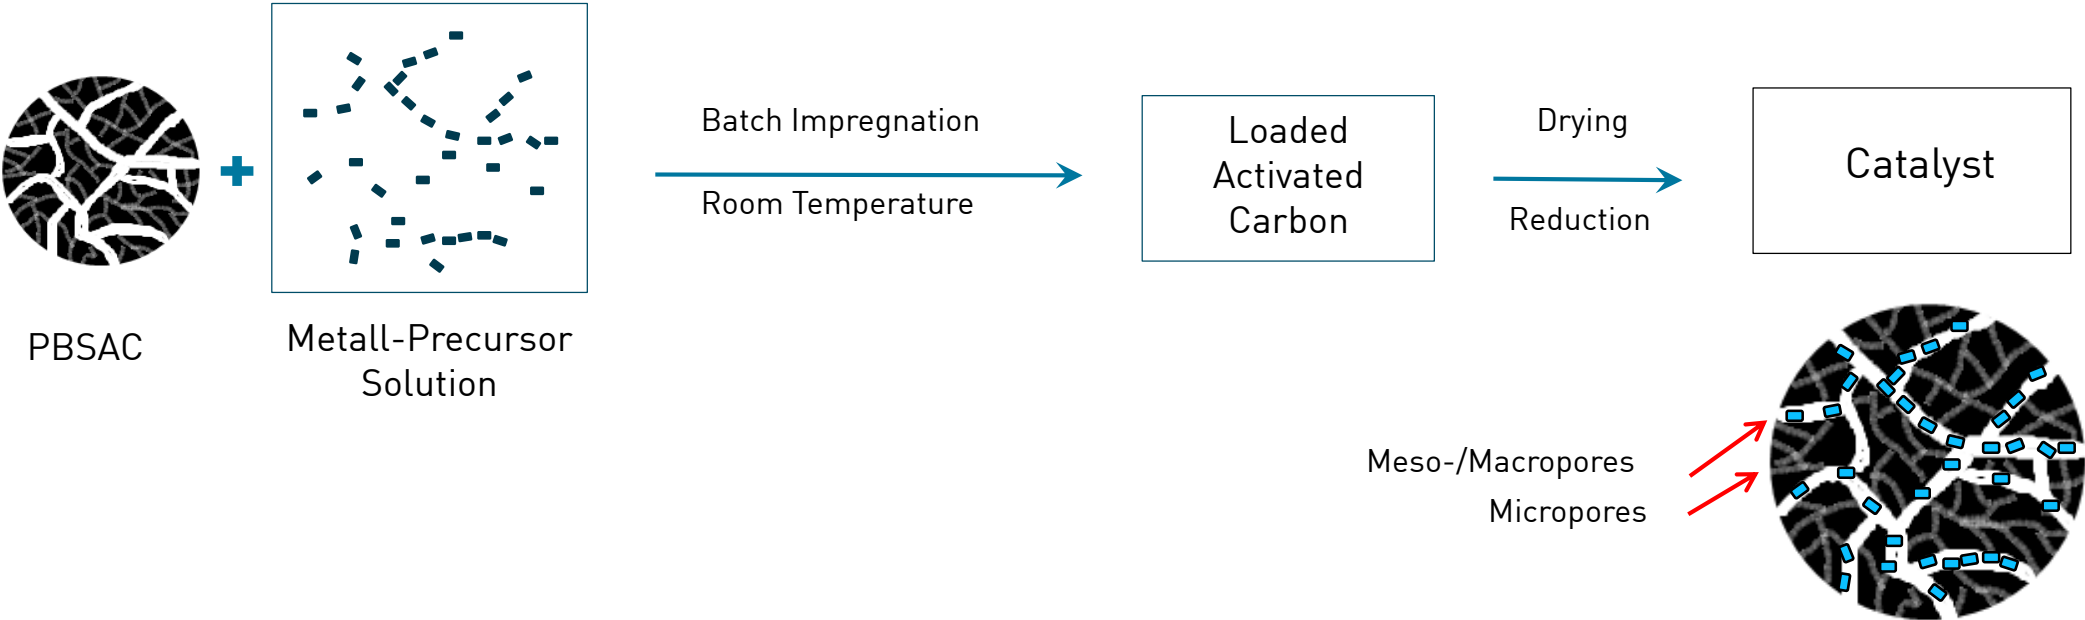 PBSAC
Metall-Precursor
Solution
Batch Impregnation
Room Temperature
Loaded
Activated
Carbon
Drying
Reduction
Catalyst
Meso-/Macropores
Micropores